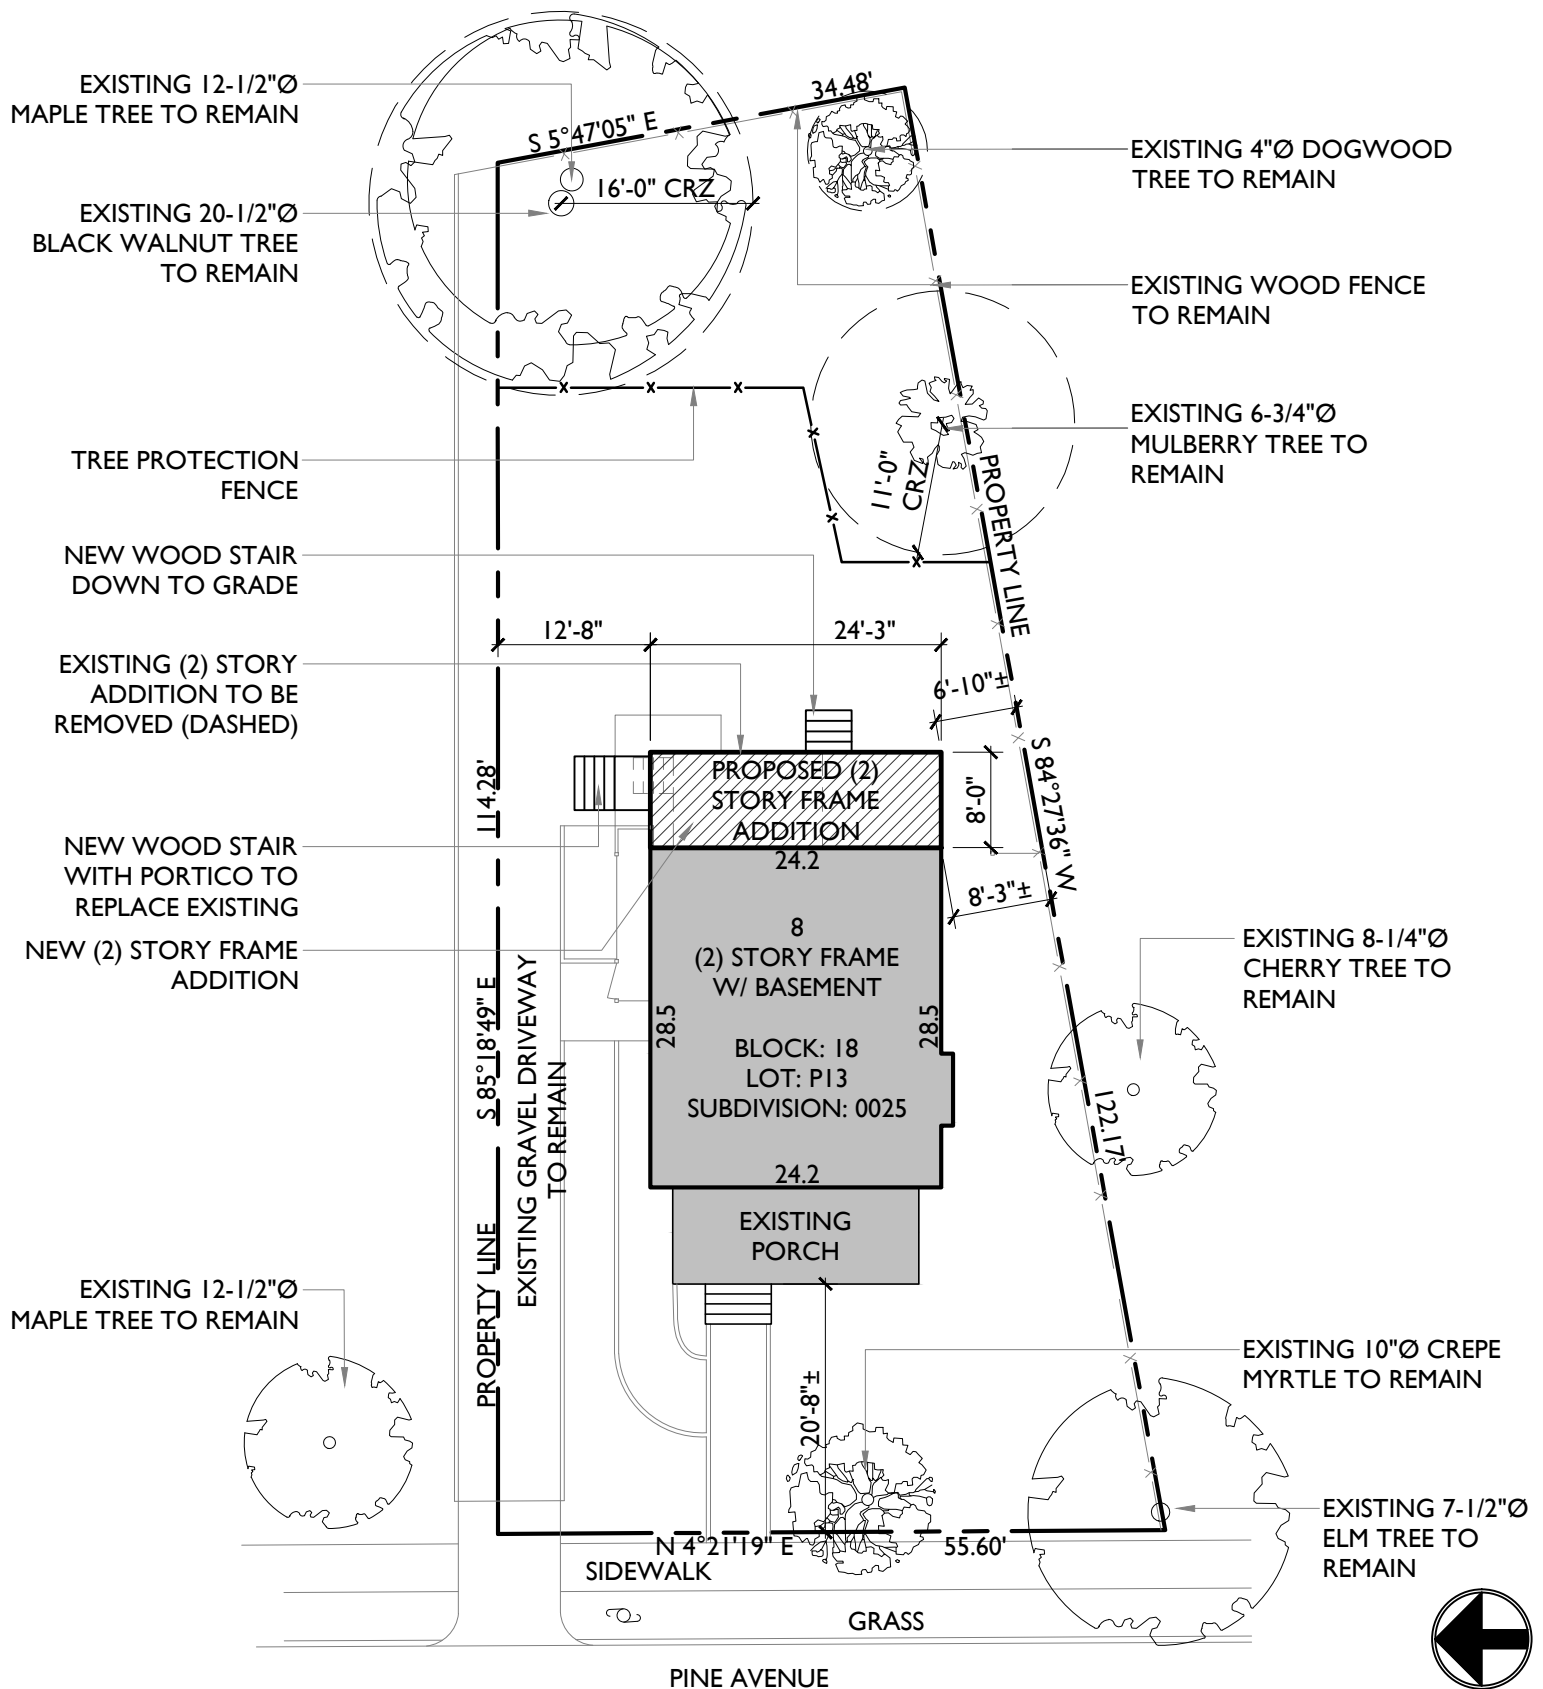 EXISTING 12-1/2"Ø
MAPLE TREE TO REMAIN
34.48'
S 5°47'05" E
EXISTING 4"Ø DOGWOOD
TREE TO REMAIN
16'-0" CRZ
EXISTING 20-1/2"Ø
BLACK WALNUT TREE
TO REMAIN
EXISTING WOOD FENCE
TO REMAIN
EXISTING 6-3/4"Ø
MULBERRY TREE TO
REMAIN
TREE PROTECTION
FENCE
11'-0"
CRZ
PROPERTY LINE
NEW WOOD STAIR
DOWN TO GRADE
12'-8"
24'-3"
EXISTING (2) STORY
ADDITION TO BE
REMOVED (DASHED)
6'-10"±
S 84°27'36" W
114.28'
PROPOSED (2)
STORY FRAME
ADDITION
8'-0"
24.2
NEW WOOD STAIR
WITH PORTICO TO
REPLACE EXISTING
8'-3"±
NEW (2) STORY FRAME
ADDITION
8
(2) STORY FRAME
W/ BASEMENT
EXISTING 8-1/4"Ø
CHERRY TREE TO
REMAIN
S 85°18'49" E
EXISTING GRAVEL DRIVEWAY
TO REMAIN
28.5
28.5
BLOCK: 18
LOT: P13
SUBDIVISION: 0025
122.17'
24.2
EXISTING
PORCH
PROPERTY LINE
EXISTING 12-1/2"Ø
MAPLE TREE TO REMAIN
20'-8"±
EXISTING 10"Ø CREPE
MYRTLE TO REMAIN
EXISTING 7-1/2"Ø
ELM TREE TO
REMAIN
N 4°21'19" E
55.60'
SIDEWALK
GRASS
PINE AVENUE